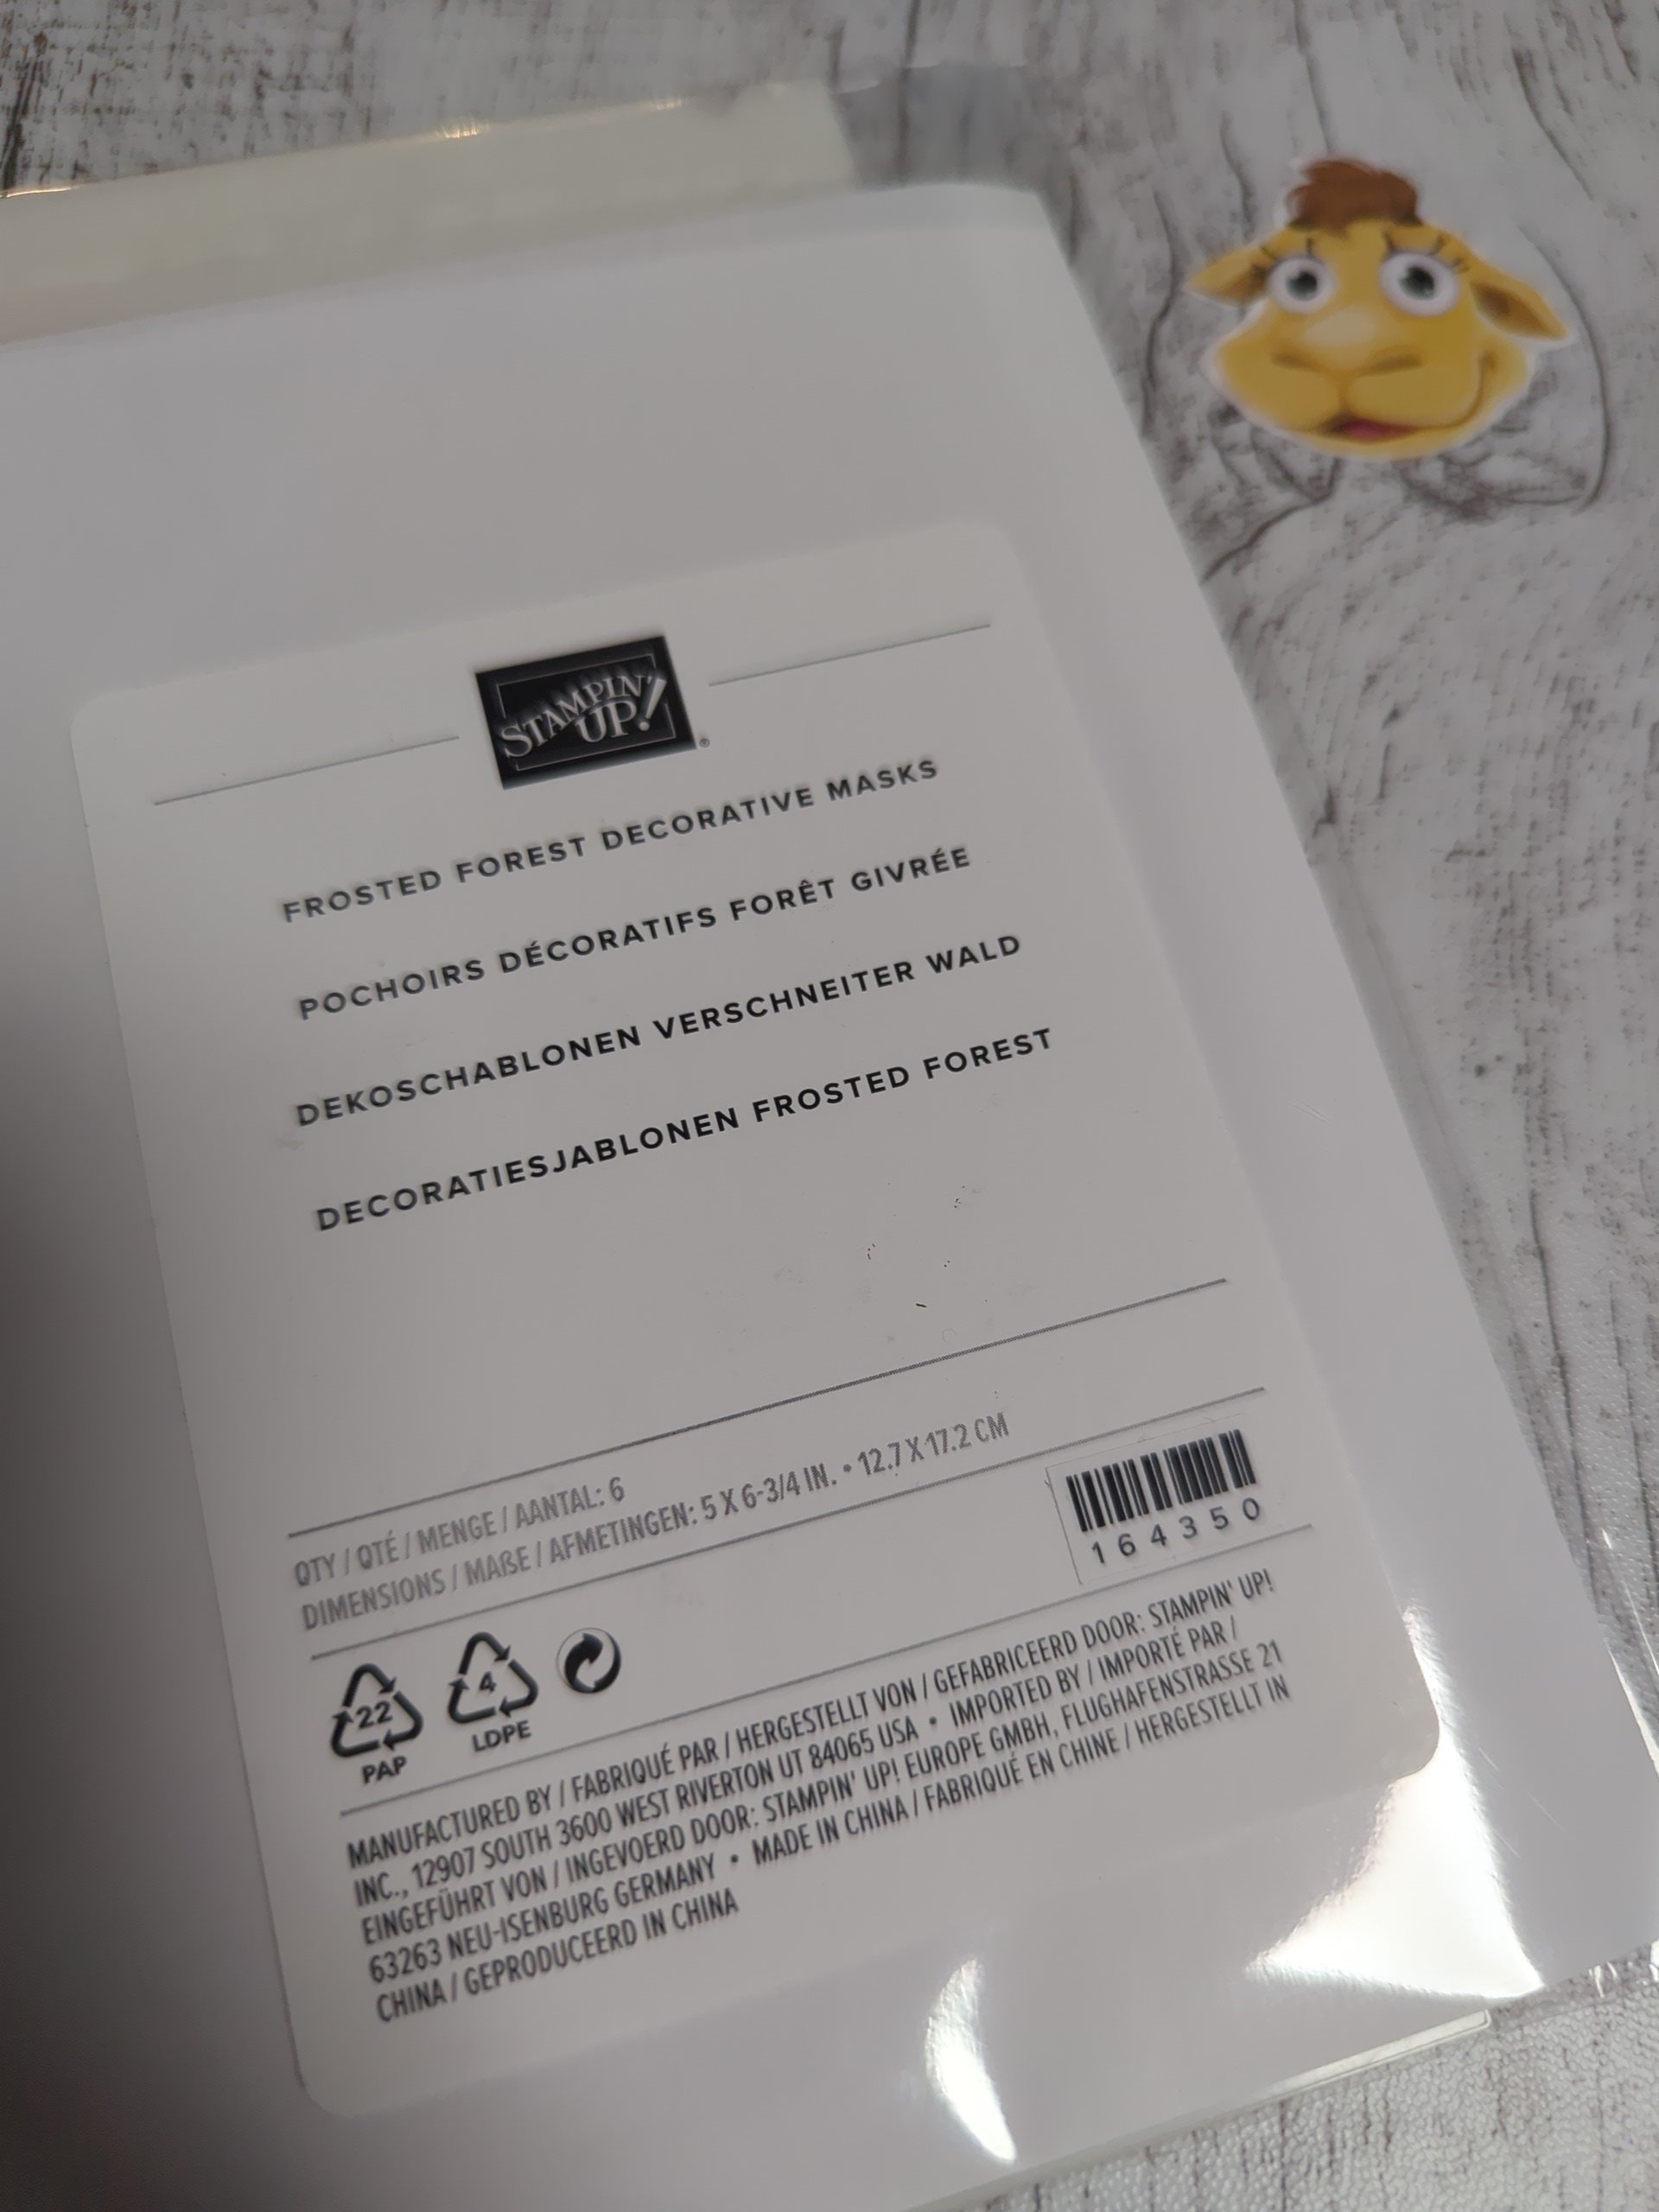 STAMPIN' UP!®
FROSTED FOREST DECORATIVE MASKS
POCHOIRS DÉCORATIFS FORÊT GIVRÉE
DEKOSCHABLONEN VERSCHNEITER WALD
DECORATIESJABLONEN FROSTED FOREST
QTY / QTÉ / MENGE / AANTAL: 6
DIMENSIONS / MAßE / AFMETINGEN: 5 X 6-3/4 IN. • 12.7 X 17.2 CM
164350
22
PAP
4
LDPE
MANUFACTURED BY / FABRIQUÉ PAR / HERGESTELLT VON / GEFABRICEERD DOOR: STAMPIN' UP!
INC., 12907 SOUTH 3600 WEST RIVERTON UT 84065 USA • IMPORTED BY / IMPORTÉ PAR /
EINGEFÜHRT VON / INGEVOERD DOOR: STAMPIN' UP! EUROPE GMBH, FLUGHAFENSTRASSE 21
63263 NEU-ISENBURG GERMANY • MADE IN CHINA / FABRIQUÉ EN CHINE / HERGESTELLT IN
CHINA / GEPRODUCEERD IN CHINA